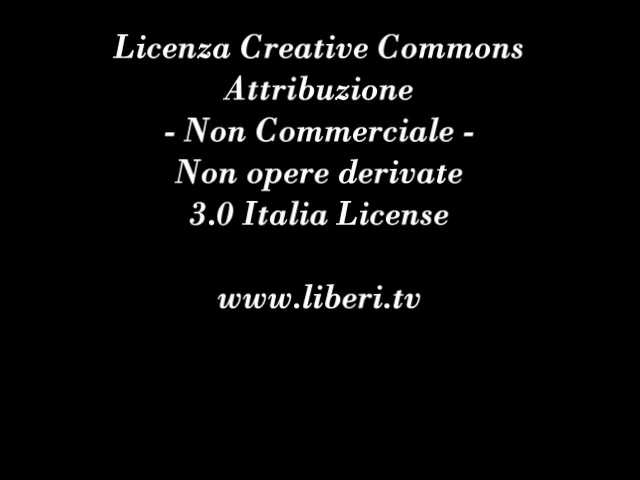 Licenza Creative Commons
Attribuzione
- Non Commerciale -
Non opere derivate
3.0 Italia License
www.liberi.tv